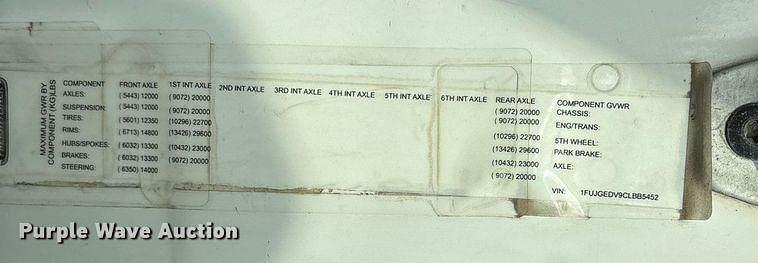 MAXIMUM GWR BY
COMPONENT (KG)LBS
COMPONENT FRONT AXLE 1ST INT AXLE 2ND INT AXLE 3RD INT AXLE 4TH INT AXLE 5TH INT AXLE 6TH INT AXLE REAR AXLE COMPONENT GVWR
AXLES: (5443) 12000 (9072) 20000 (9072) 20000 CHASSIS:
SUSPENSION: (5443) 12000 (9072) 20000 (9072) 20000 ENG/TRANS:
TIRES: (5601) 12350 (10296) 22700 (10296) 22700 5TH WHEEL:
RIMS: (6713) 14800 (13426) 29600 (13426) 29600 PARK BRAKE:
HUBS/SPOKES: (6032) 13300 (10432) 23000 (10432) 23000 AXLE:
BRAKES: (6032) 13300 (9072) 20000 (9072) 20000
STEERING: (6350) 14000
VIN: 1FUJGEDV9CLBB5452
Purple Wave Auction